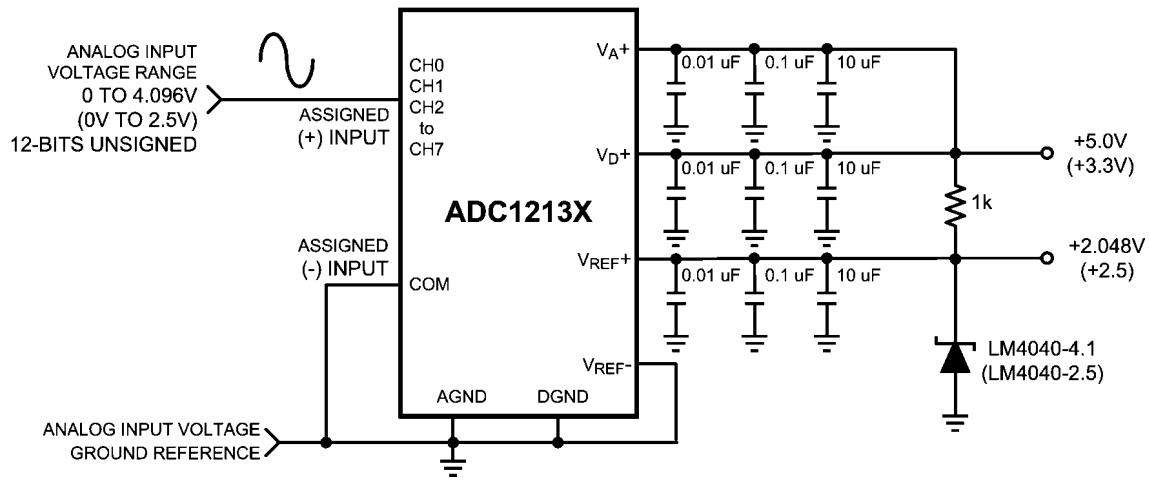 ANALOG INPUT
VOLTAGE RANGE
0 TO 4.096V
(0V TO 2.5V)
12-BITS UNSIGNED
ASSIGNED
(+) INPUT
CH0
CH1
CH2
to
CH7
ADC1213X
ASSIGNED
(-) INPUT
COM
AGND
DGND
ANALOG INPUT VOLTAGE
GROUND REFERENCE
VA+
0.01 uF
0.1 uF
10 uF
VD+
0.01 uF
0.1 uF
10 uF
+5.0V
(+3.3V)
1k
VREF+
0.01 uF
0.1 uF
10 uF
+2.048V
(+2.5)
VREF-
LM4040-4.1
(LM4040-2.5)